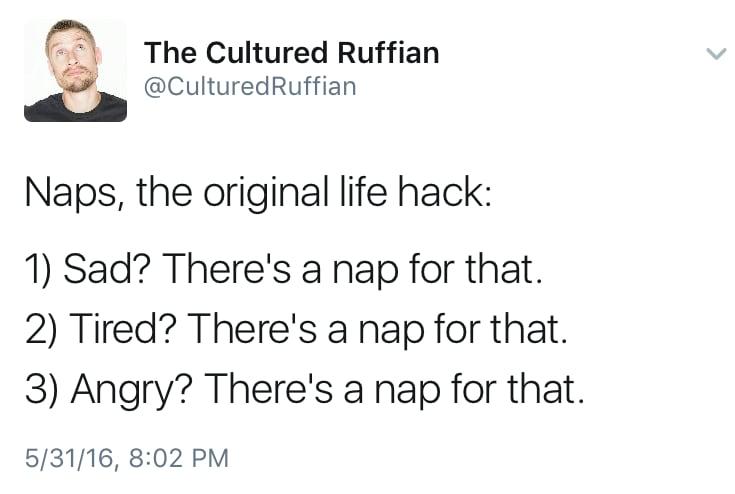 The Cultured Ruffian
@CulturedRuffian
Naps, the original life hack:
1) Sad? There's a nap for that.
2) Tired? There's a nap for that.
3) Angry? There's a nap for that.
5/31/16, 8:02 PM